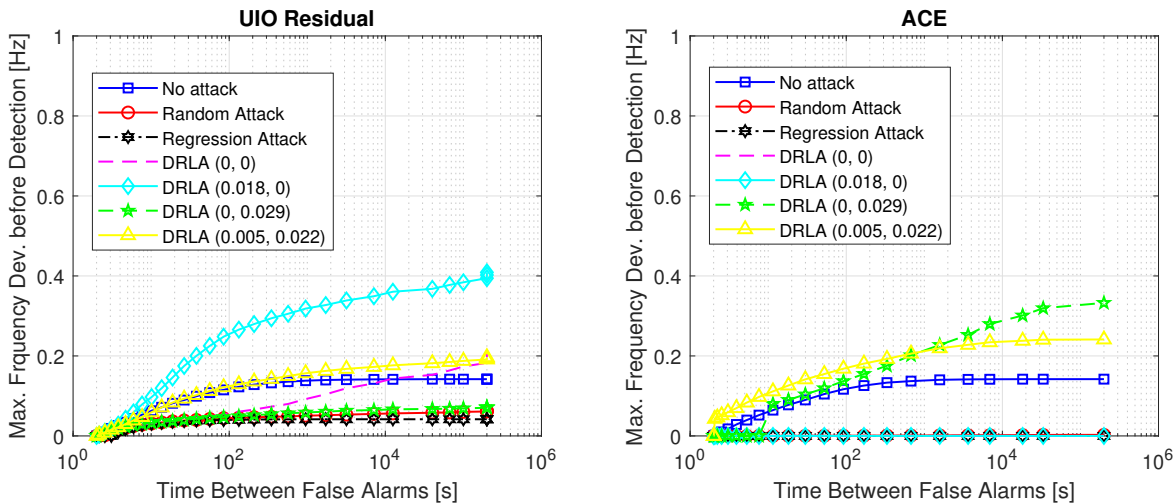 UIO Residual
Max. Frquency Dev. before Detection [Hz]
1
0.8
0.6
0.4
0.2
0
No attack
Random Attack
Regression Attack
DRLA (0, 0)
DRLA (0.018, 0)
DRLA (0, 0.029)
DRLA (0.005, 0.022)
10^0 10^2 10^4 10^6
Time Between False Alarms [s]
ACE
Max. Frquency Dev. before Detection [Hz]
1
0.8
0.6
0.4
0.2
0
No attack
Random Attack
Regression Attack
DRLA (0, 0)
DRLA (0.018, 0)
DRLA (0, 0.029)
DRLA (0.005, 0.022)
10^0 10^2 10^4 10^6
Time Between False Alarms [s]